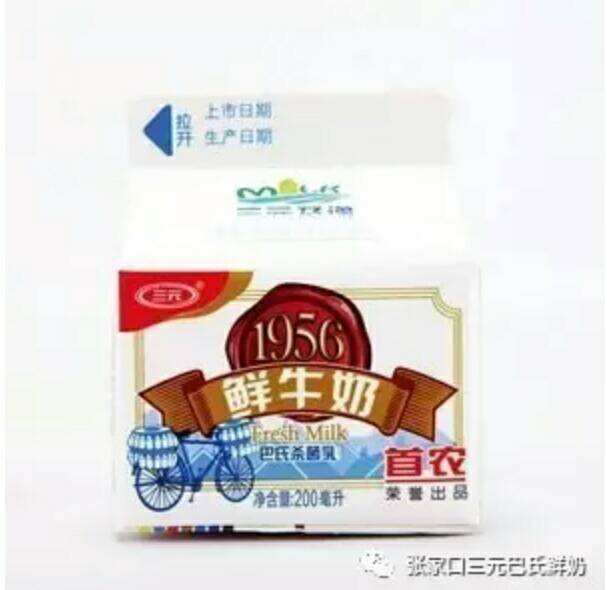 拉开
上市日期
生产日期
三元
1956
鲜牛奶
Fresh Milk
巴氏杀菌乳
首农
荣誉出品
净含量:200毫升
张家口三元巴氏鲜奶